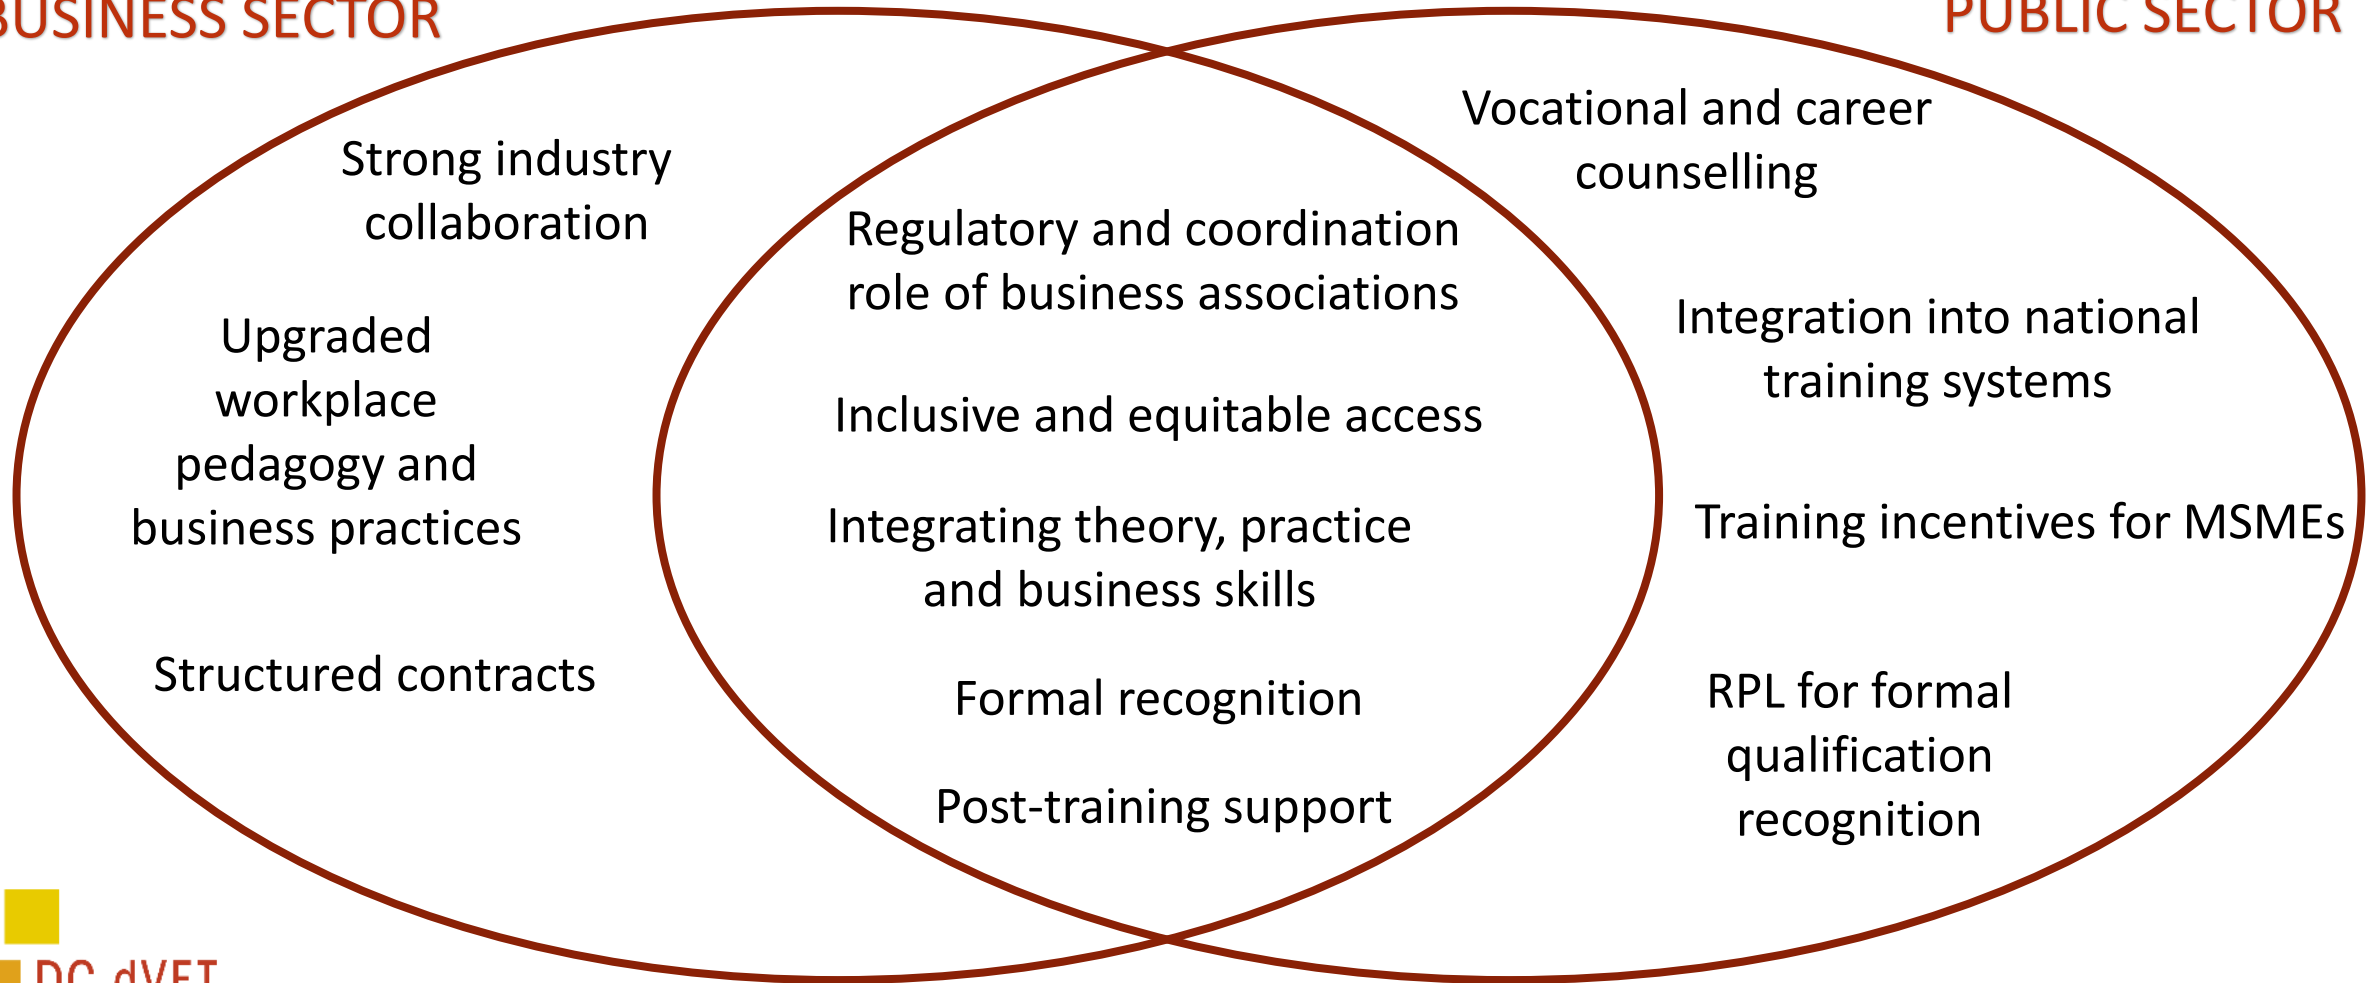 BUSINESS SECTOR
PUBLIC SECTOR
Strong industry
collaboration
Upgraded
workplace
pedagogy and
business practices
Structured contracts
Regulatory and coordination
role of business associations
Inclusive and equitable access
Integrating theory, practice
and business skills
Formal recognition
Post-training support
Vocational and career
counselling
Integration into national
training systems
Training incentives for MSMEs
RPL for formal
qualification
recognition
DC dVET